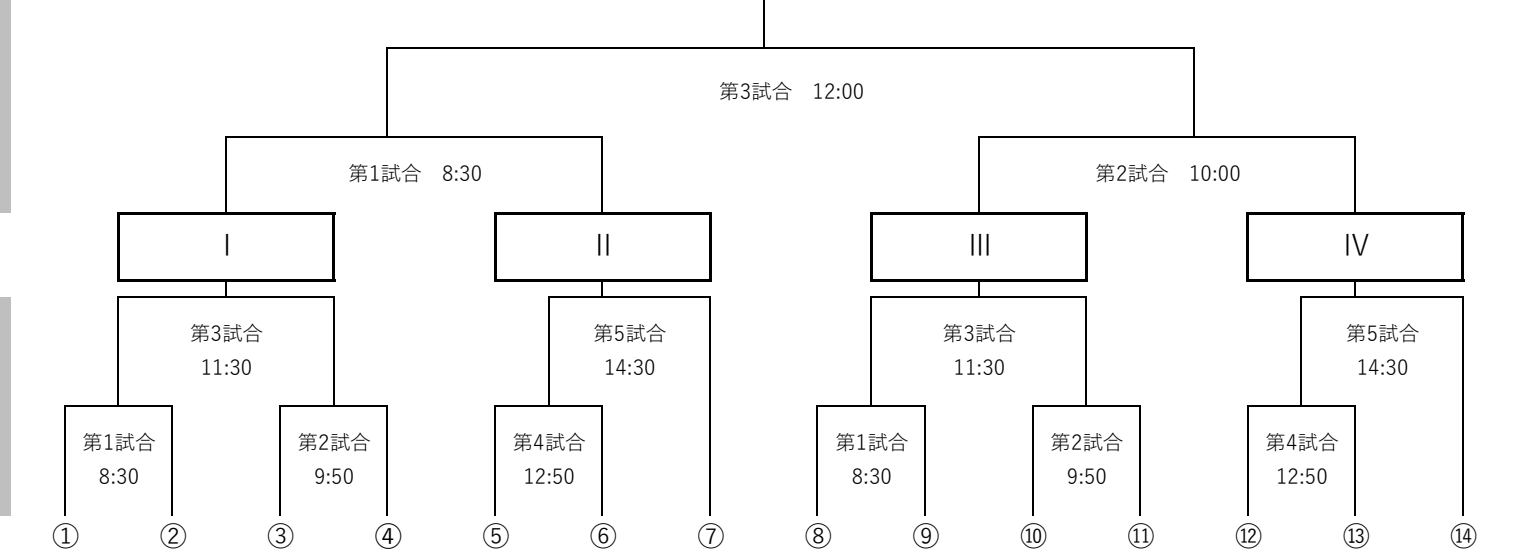 第3試合　12:00
第1試合　8:30
第2試合　10:00
I
II
III
IV
第3試合
11:30
第5試合
14:30
第3試合
11:30
第5試合
14:30
第1試合
8:30
第2試合
9:50
第4試合
12:50
第1試合
8:30
第2試合
9:50
第4試合
12:50
① ② ③ ④ ⑤ ⑥ ⑦ ⑧ ⑨ ⑩ ⑪ ⑫ ⑬ ⑭